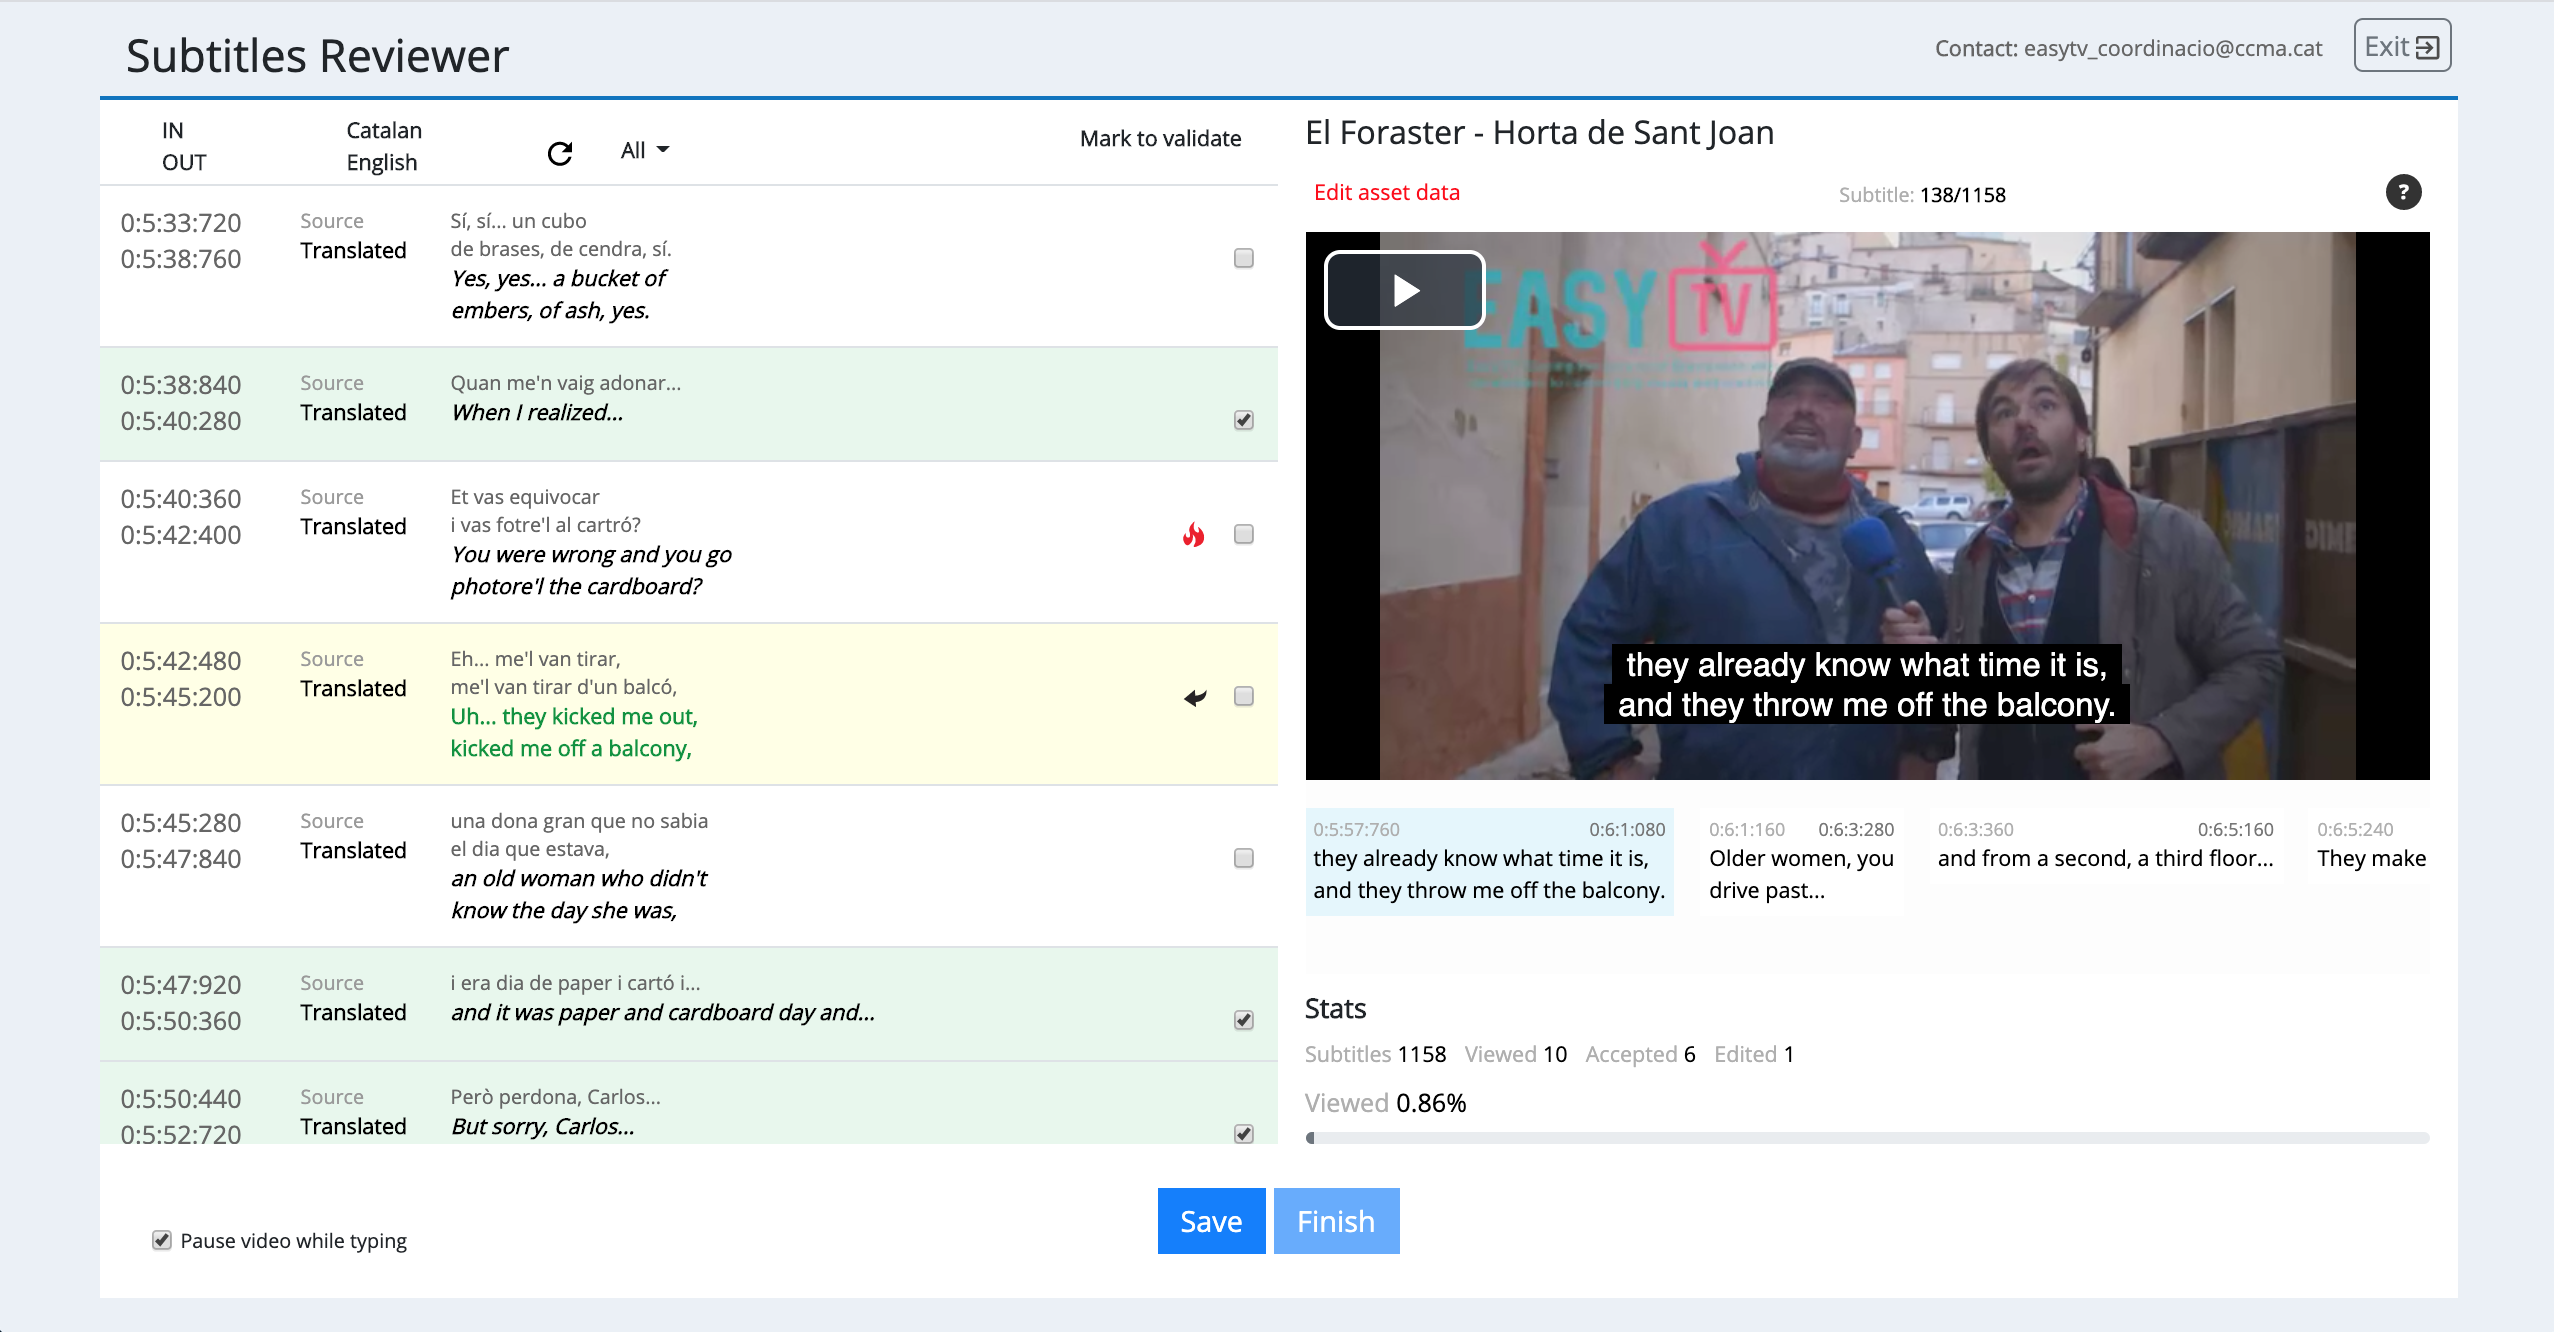 Subtitles Reviewer
Contact: easytv_coordinacio@ccma.cat
Exit
IN
OUT
Catalan
English
All
Mark to validate
0:5:33:720
0:5:38:760
Source
Translated
Sí, sí... un cubo
de brases, de cendra, sí.
Yes, yes... a bucket of
embers, of ash, yes.
0:5:38:840
0:5:40:280
Source
Translated
Quan me'n vaig adonar...
When I realized...
0:5:40:360
0:5:42:400
Source
Translated
Et vas equivocar
i vas fotre'l al cartró?
You were wrong and you go
photore'l the cardboard?
0:5:42:480
0:5:45:200
Source
Translated
Eh... me'l van tirar,
me'l van tirar d'un balcó,
Uh... they kicked me out,
kicked me off a balcony,
0:5:45:280
0:5:47:840
Source
Translated
una dona gran que no sabia
el dia que estava,
an old woman who didn't
know the day she was,
0:5:47:920
0:5:50:360
Source
Translated
i era dia de paper i cartó i...
and it was paper and cardboard day and...
0:5:50:440
0:5:52:720
Source
Translated
Però perdona, Carlos...
But sorry, Carlos...
El Foraster - Horta de Sant Joan
Edit asset data
Subtitle: 138/1158
?
EASY TV
they already know what time it is,
and they throw me off the balcony.
0:5:57:760 0:6:1:080
they already know what time it is,
and they throw me off the balcony.
0:6:1:160 0:6:3:280
Older women, you
drive past...
0:6:3:360 0:6:5:160
and from a second, a third floor...
0:6:5:240
They make
Stats
Subtitles 1158 Viewed 10 Accepted 6 Edited 1
Viewed 0.86%
Pause video while typing
Save
Finish